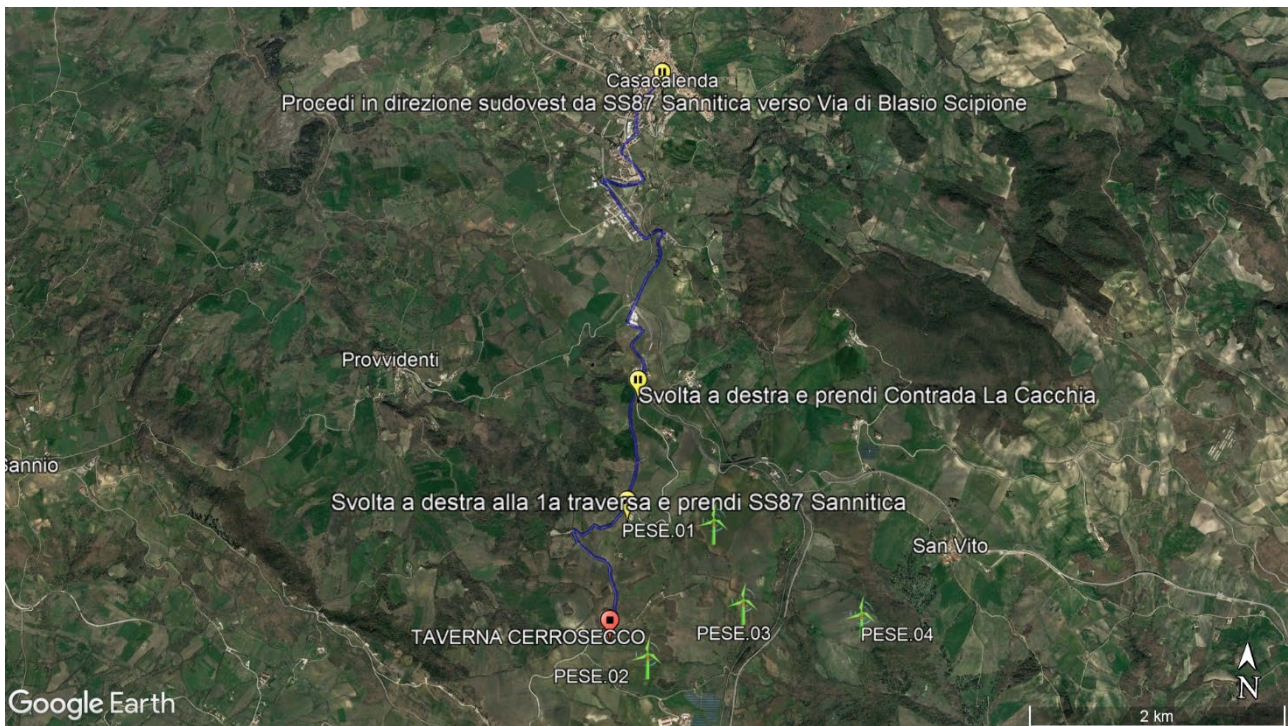 Casacalenda
Procedi in direzione sudovest da SS87 Sannitica verso Via di Blasio Scipione
Provvidenti
Svolta a destra e prendi Contrada La Cacchia
sannio
Svolta a destra alla 1a traversa e prendi SS87 Sannitica
PESE.01
San Vito
TAVERNA CERROSECCO
PESE.03
PESE.04
PESE.02
N
Google Earth
2 km